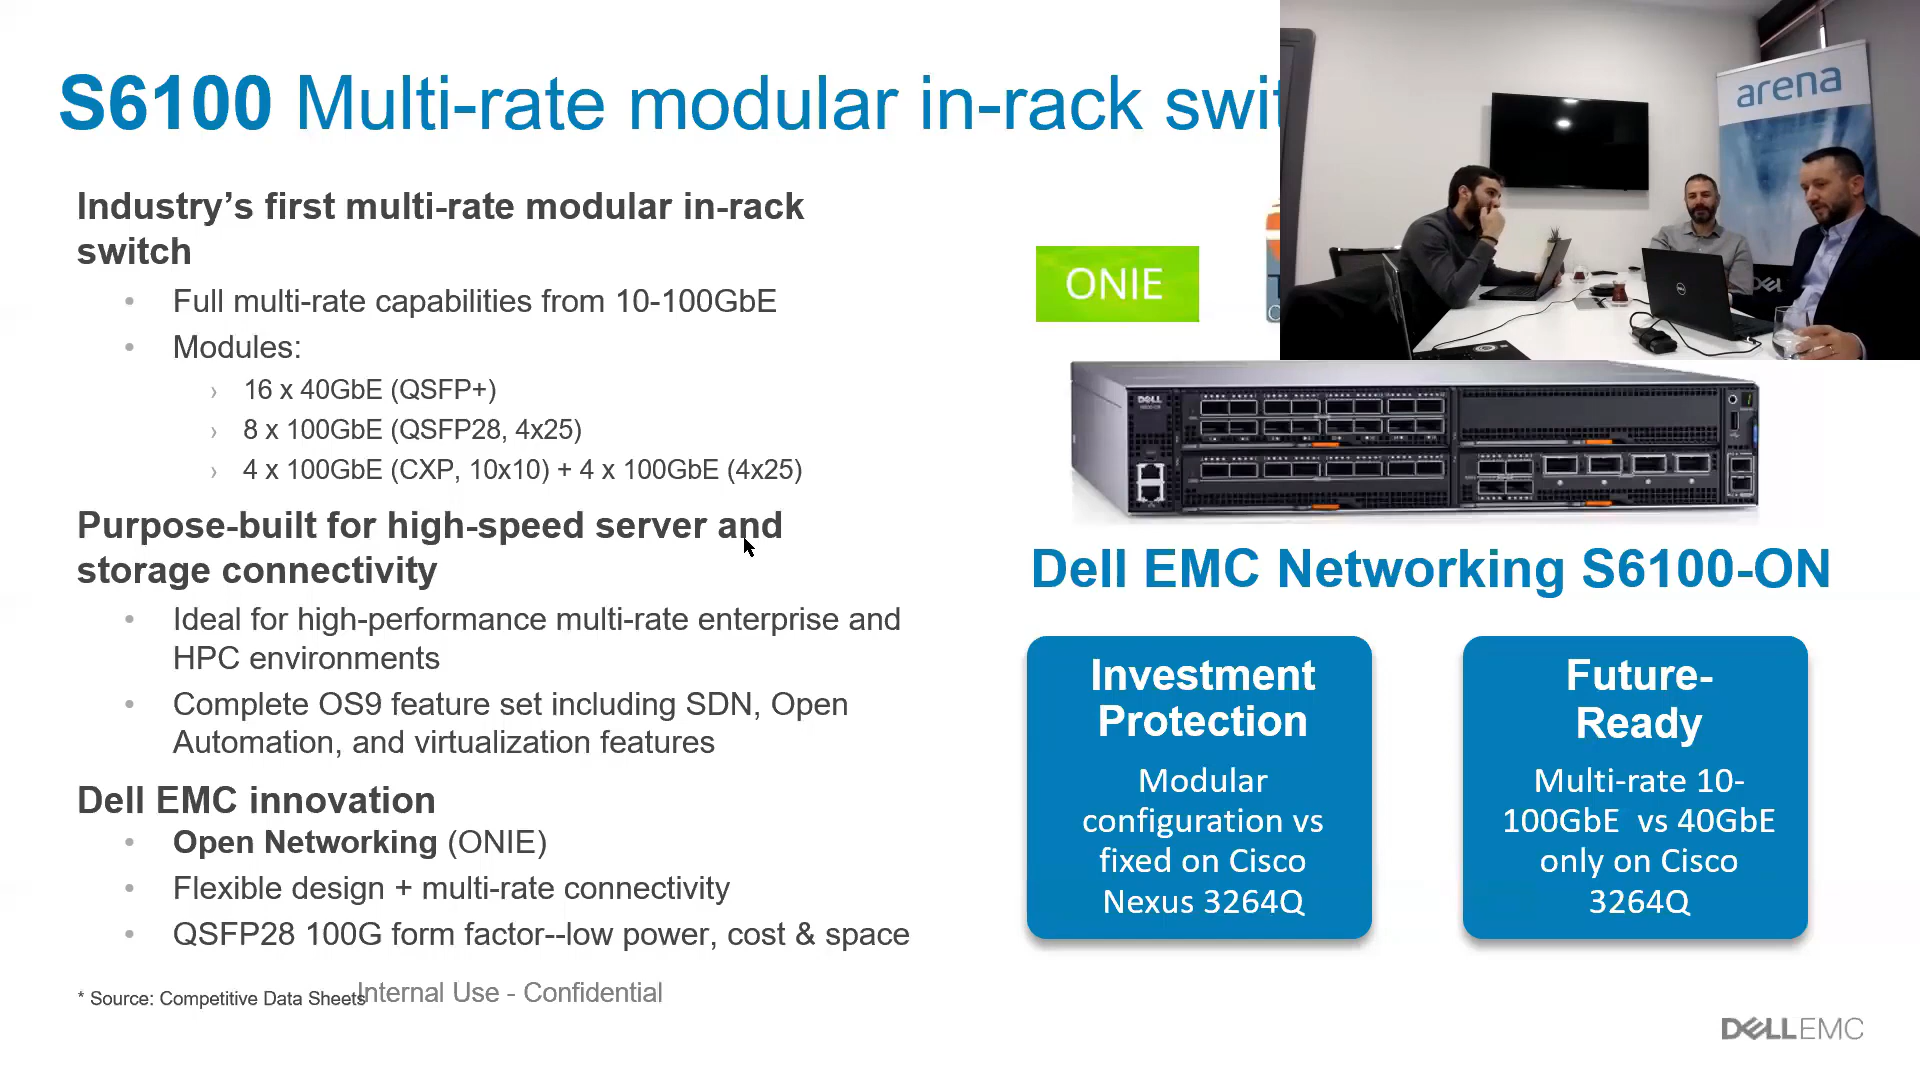 S6100 Multi-rate modular in-rack swit
Industry’s first multi-rate modular in-rack
switch
• Full multi-rate capabilities from 10-100GbE
• Modules:
› 16 x 40GbE (QSFP+)
› 8 x 100GbE (QSFP28, 4x25)
› 4 x 100GbE (CXP, 10x10) + 4 x 100GbE (4x25)
Purpose-built for high-speed server and
storage connectivity
• Ideal for high-performance multi-rate enterprise and
HPC environments
• Complete OS9 feature set including SDN, Open
Automation, and virtualization features
Dell EMC innovation
• Open Networking (ONIE)
• Flexible design + multi-rate connectivity
• QSFP28 100G form factor--low power, cost & space
* Source: Competitive Data Sheets
Internal Use - Confidential
arena
ONIE
DELL
DELL
Dell EMC Networking S6100-ON
Investment
Protection
Modular
configuration vs
fixed on Cisco
Nexus 3264Q
Future-
Ready
Multi-rate 10-
100GbE vs 40GbE
only on Cisco
3264Q
DELLEMC